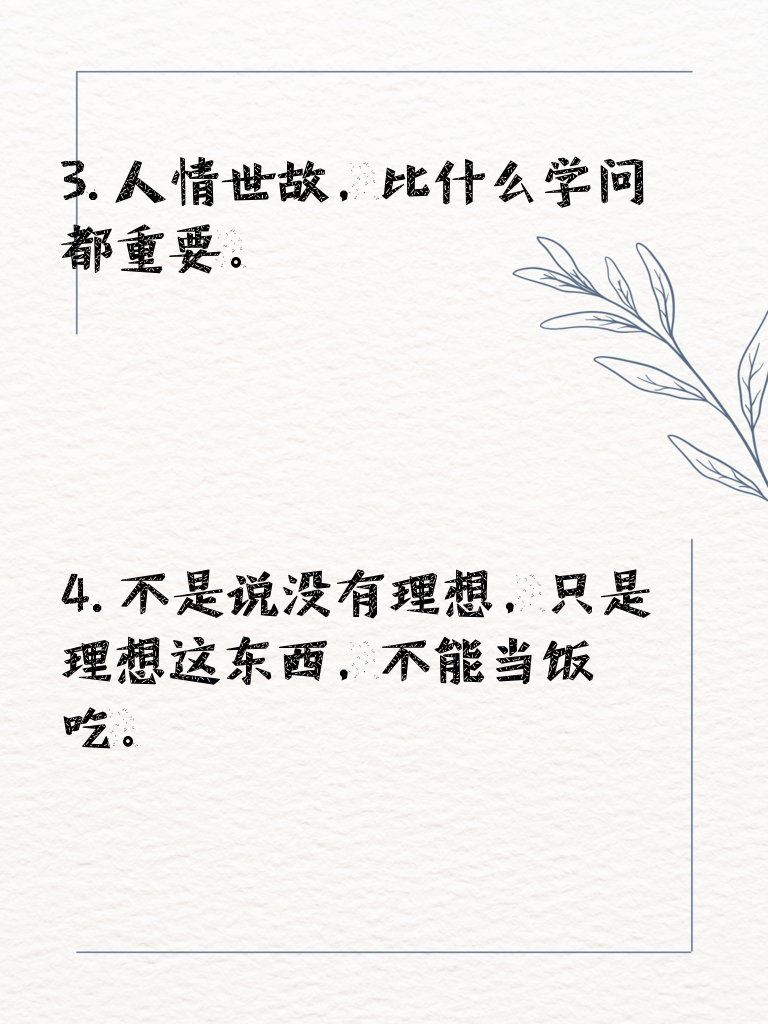 3.人情世故，比什么学问
都重要。
4.不是说没有理想，只是
理想这东西，不能当饭
吃。